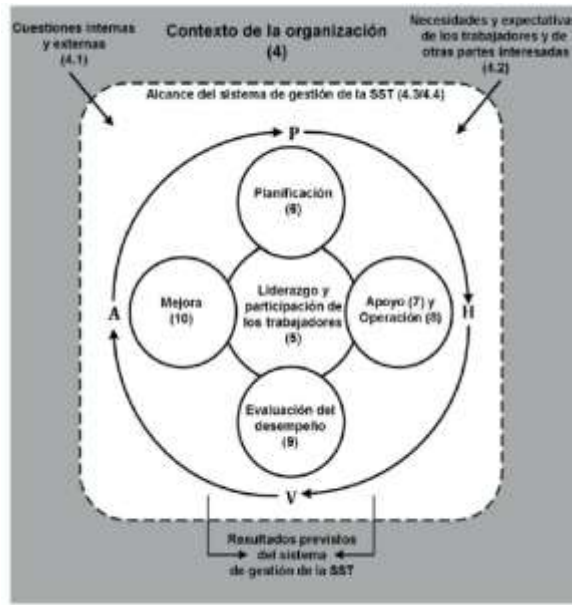 Cuestiones internas
y externas
(4.1)
Contexto de la organización
(4)
Necesidades y expectativa
de los trabajadores y de
otras partes interesadas
(4.2)
Alcance del sistema de gestión de la SST (4.3/4.4)
P
Planificación
(6)
A
Mejora
(10)
Liderazgo y
participación de
los trabajadores
(5)
Apoyo (7) y
Operación (8)
H
Evaluación del
desempeño
(9)
V
Resultados previstos
del sistema
de gestión de la SST